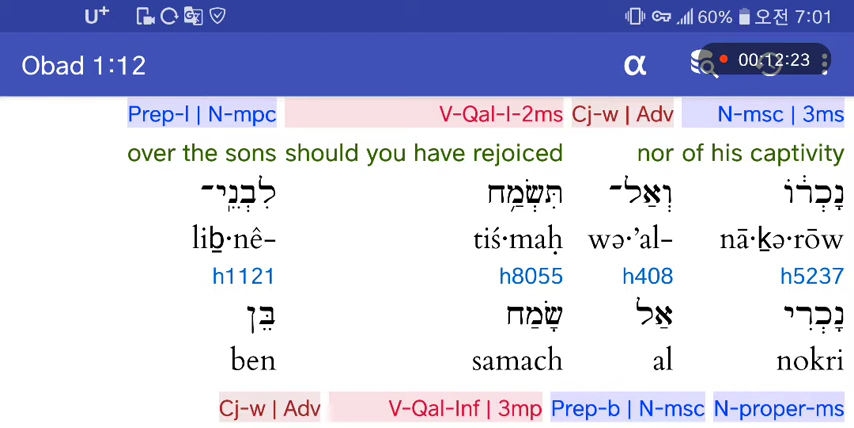 U+ 60% 오전 7:01
Obad 1:12 α 00:12:23
Prep-l | N-mpc V-Qal-I-2ms Cj-w | Adv N-msc | 3ms
over the sons should you have rejoiced nor of his captivity
נָכְר֔וֹ וְאַל־ תִּשְׂמַ֥ח לִבְנֵֽי־
liḇ·nê- tiś·maḥ wə·’al- nā·ḵə·rōw
h1121 h8055 h408 h5237
נָכְרִי אַל שָׂמַח בֵּן
ben samach al nokri
Cj-w | Adv V-Qal-Inf | 3mp Prep-b | N-msc N-proper-ms